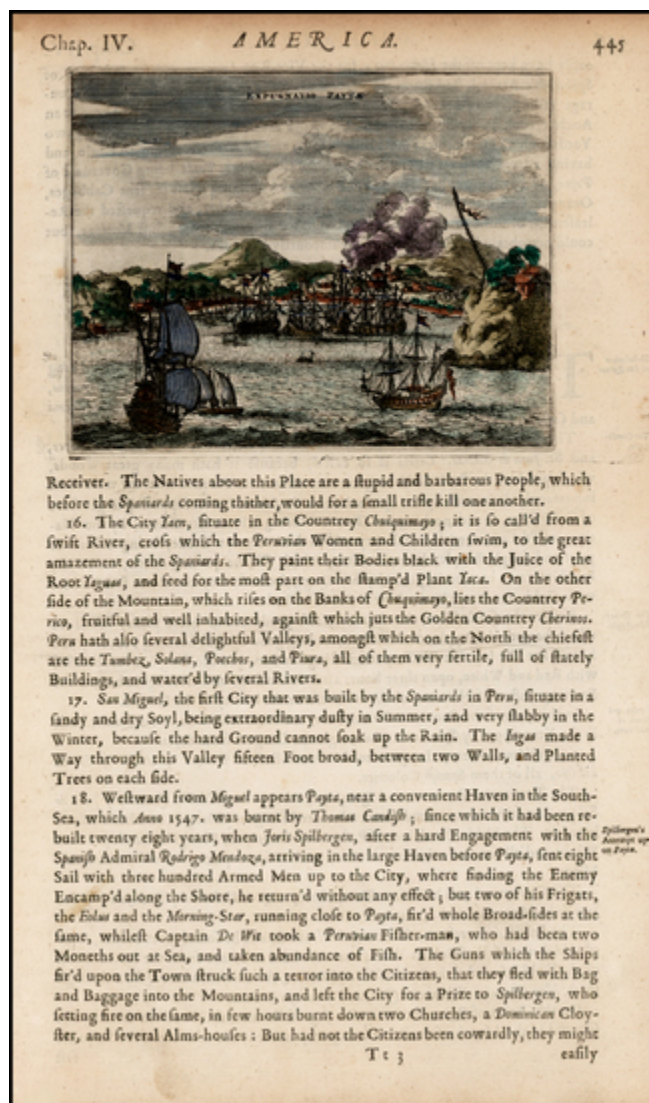 Chap. IV. AMERICA. 445
EXPUGNATIO PAYTÆ
Receiver. The Natives about this Place are a ſtupid and barbarous People, which
before the Spaniards coming thither, would for a ſmall trifle kill one another.
16. The City Yaen, ſituate in the Countrey Chuiquimayo; it is ſo call'd from a
ſwift River, croſs which the Peruvian Women and Children ſwim, to the great
amazement of the Spaniards. They paint their Bodies black with the Juice of the
Root Yaguae, and feed for the moſt part on the ſtamp'd Plant Yaca. On the other
ſide of the Mountain, which riſes on the Banks of Chuquimayo, lies the Countrey Pe-
rico, fruitful and well inhabited, againſt which juts the Golden Countrey Cherinos.
Peru hath alſo ſeveral delightful Valleys, amongſt which on the North the chiefeſt
are the Tumbez, Solana, Poechos, and Piura, all of them very fertile, full of ſtately
Buildings, and water'd by ſeveral Rivers.
17. San Miguel, the firſt City that was built by the Spaniards in Peru, ſituate in a
ſandy and dry Soyl, being extraordinary duſty in Summer, and very ſlabby in the
Winter, becauſe the hard Ground cannot ſoak up the Rain. The Ingas made a
Way through this Valley fifteen Foot broad, between two Walls, and Planted
Trees on each ſide.
18. Weſtward from Miguel appears Payta, near a convenient Haven in the South-
Sea, which Anno 1547. was burnt by Thomas Candiſh; ſince which it had been re-
built twenty eight years, when Joris Spilbergen, after a hard Engagement with the
Spilbergen's
Attempt up-
on Payta.
Spaniſh Admiral Rodrigo Mendoza, arriving in the large Haven before Payta, ſent eight
Sail with three hundred Armed Men up to the City, where finding the Enemy
Encamp'd along the Shore, he return'd without any effect; but two of his Frigats,
the Eolus and the Morning-Star, running cloſe to Payta, fir'd whole Broad-ſides at the
ſame, whileſt Captain De Wit took a Peruvian Fiſher-man, who had been two
Moneths out at Sea, and taken abundance of Fiſh. The Guns which the Ships
fir'd upon the Town ſtruck ſuch a terror into the Citizens, that they fled with Bag
and Baggage into the Mountains, and left the City for a Prize to Spilbergen, who
ſetting fire on the ſame, in few hours burnt down two Churches, a Dominican Cloy-
ſter, and ſeveral Alms-houſes: But had not the Citizens been cowardly, they might
Tt 3 eaſily